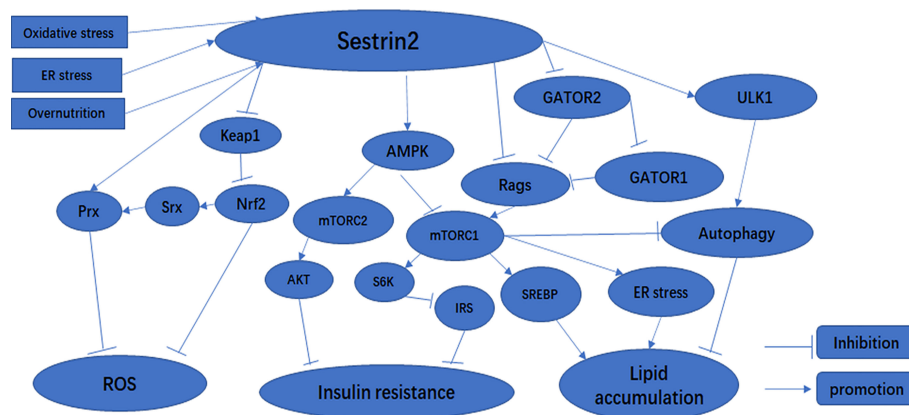 Oxidative stress
Sestrin2
ER stress
Overnutrition
GATOR2
ULK1
Keap1
AMPK
Rags
GATOR1
Prx
Srx
Nrf2
mTORC2
mTORC1
Autophagy
AKT
S6K
IRS
SREBP
ER stress
Inhibition
ROS
Insulin resistance
Lipid
accumulation
promotion